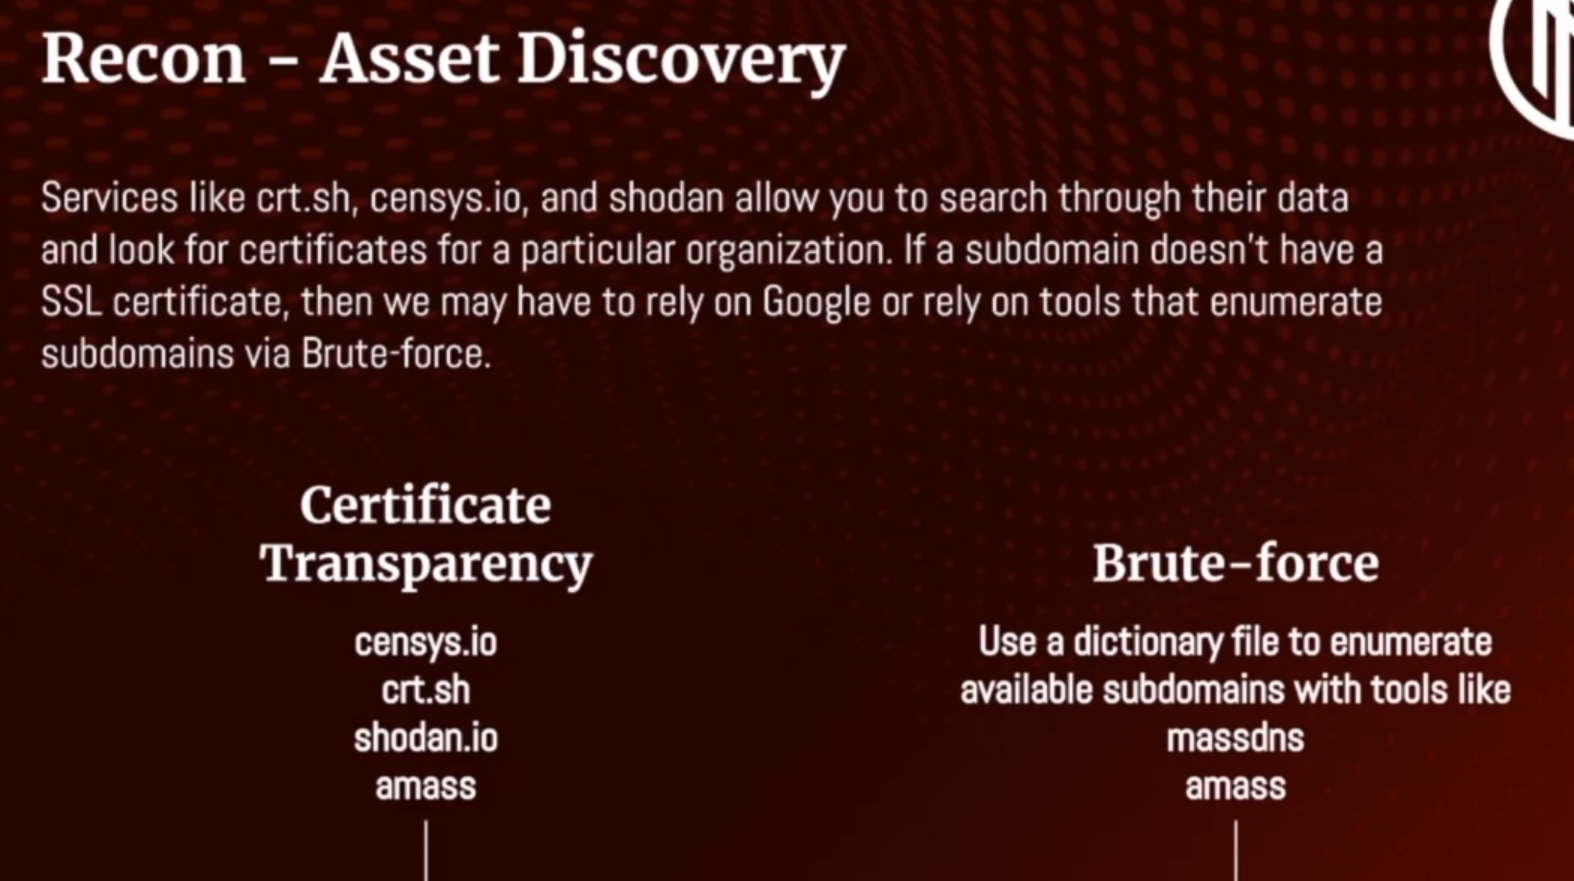 Recon - Asset Discovery
Services like crt.sh, censys.io, and shodan allow you to search through their data
and look for certificates for a particular organization. If a subdomain doesn't have a
SSL certificate, then we may have to rely on Google or rely on tools that enumerate
subdomains via Brute-force.
Certificate
Transparency
censys.io
crt.sh
shodan.io
amass
Brute-force
Use a dictionary file to enumerate
available subdomains with tools like
massdns
amass